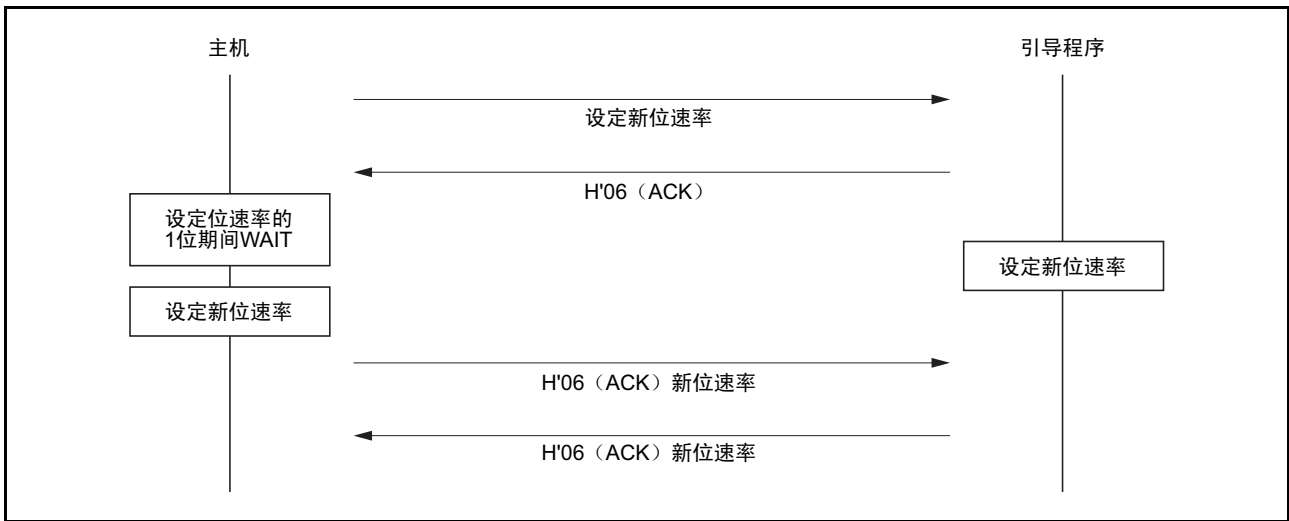 主机
引导程序
设定新位速率
H'06（ACK）
设定位速率的
1位期间WAIT
设定新位速率
设定新位速率
H'06（ACK）新位速率
H'06（ACK）新位速率